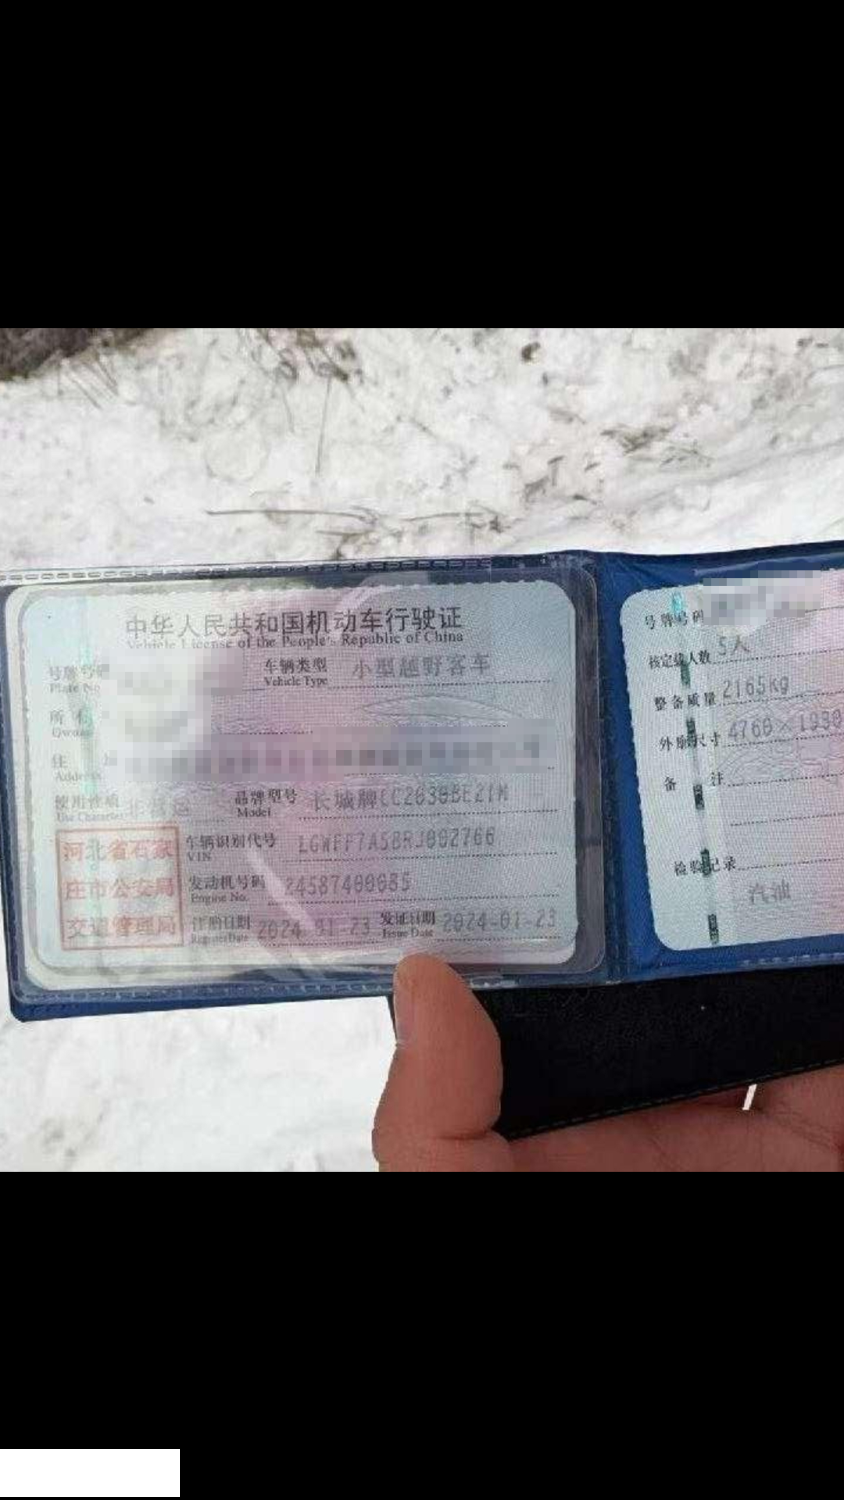 中华人民共和国机动车行驶证
Vehicle License of the People's Republic of China
号牌号码
Plate No.
车辆类型 小型越野客车
Vehicle Type
所有
Owner
住
Address
使用性质 非营运
Use Character
品牌型号 长城牌CC2030BE21M
Model
车辆识别代号 LGWFF7A58RJ002766
VIN
发动机号码 24587400085
Engine No.
注册日期 2024-01-23
Register Date
发证日期 2024-01-23
Issue Date
河北省石家
庄市公安局
交通管理局
号牌号码
核定载人数 5人
整备质量 2165kg
外廓尺寸 4760×1930
备 注
检验记录
汽油